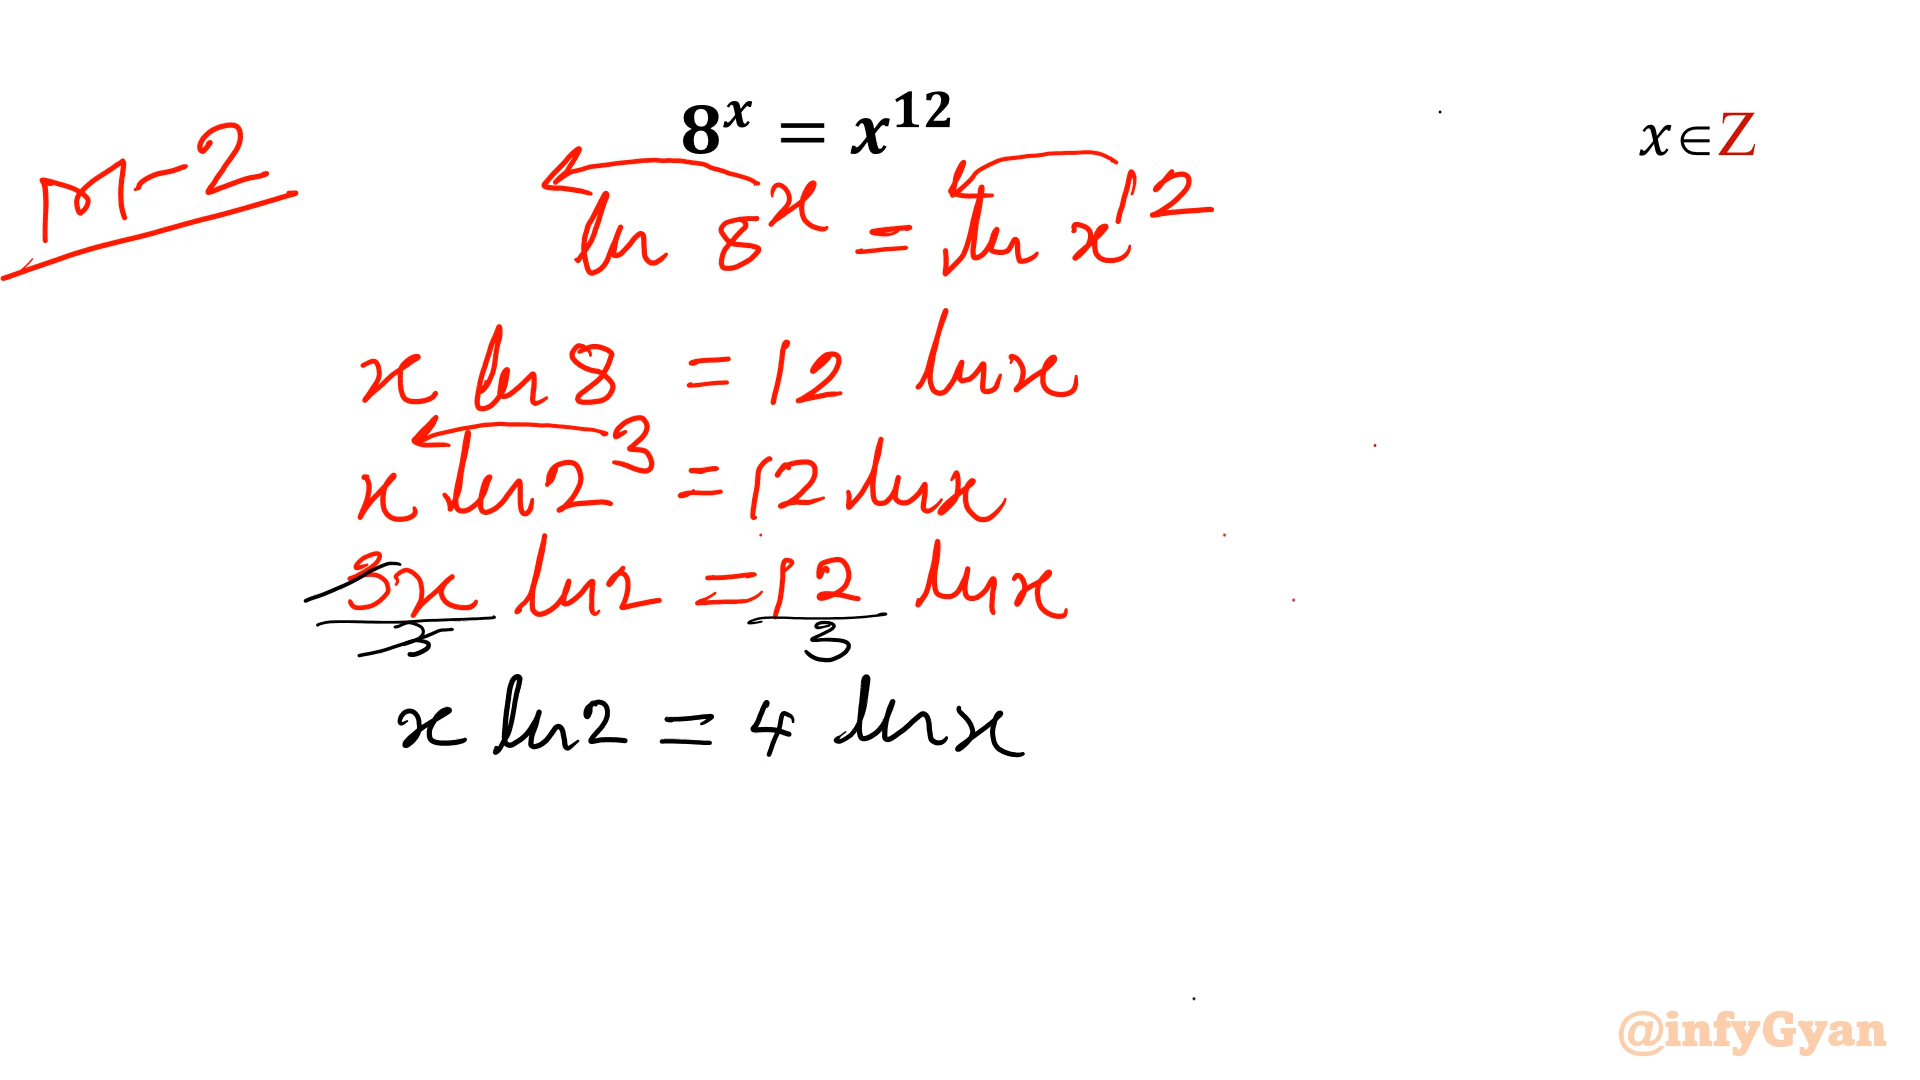 8^x = x^12
x∈Z
M-2
ln 8^x = ln x^12
x ln 8 = 12 ln x
x ln 2^3 = 12 ln x
3x/3 ln 2 = 12/3 ln x
x ln 2 = 4 ln x
@infyGyan